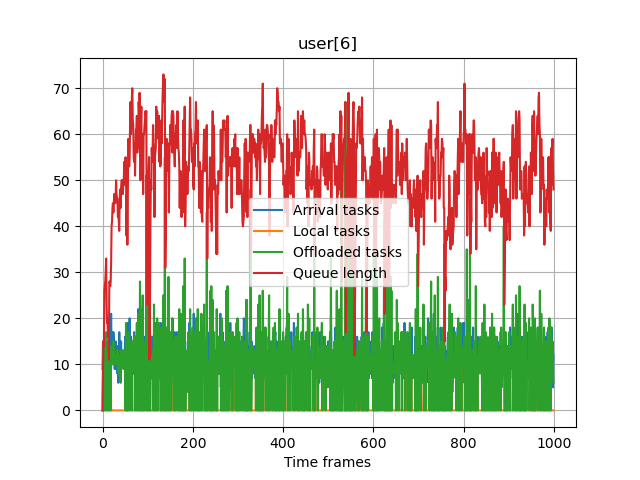 user[6]
70
60
50
40
30
20
10
0
Arrival tasks
Local tasks
Offloaded tasks
Queue length
0 200 400 600 800 1000
Time frames